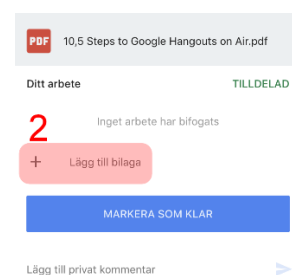 PDF 10,5 Steps to Google Hangouts on Air.pdf
Ditt arbete TILLDELAD
2
Inget arbete har bifogats
+ Lägg till bilaga
MARKERA SOM KLAR
Lägg till privat kommentar